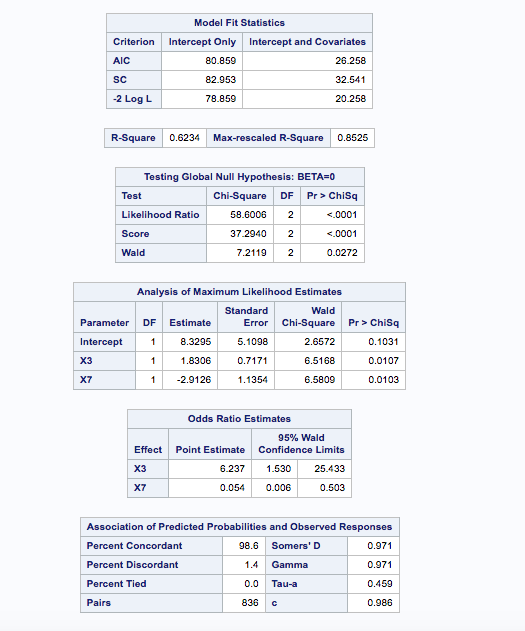 Model Fit Statistics
Criterion Intercept Only Intercept and Covariates
AIC 80.859 26.258
SC 82.953 32.541
-2 Log L 78.859 20.258
R-Square 0.6234 Max-rescaled R-Square 0.8525
Testing Global Null Hypothesis: BETA=0
Test Chi-Square DF Pr > ChiSq
Likelihood Ratio 58.6006 2 <.0001
Score 37.2940 2 <.0001
Wald 7.2119 2 0.0272
Analysis of Maximum Likelihood Estimates
Standard Wald
Parameter DF Estimate Error Chi-Square Pr > ChiSq
Intercept 1 8.3295 5.1098 2.6572 0.1031
X3 1 1.8306 0.7171 6.5168 0.0107
X7 1 -2.9126 1.1354 6.5809 0.0103
Odds Ratio Estimates
95% Wald
Effect Point Estimate Confidence Limits
X3 6.237 1.530 25.433
X7 0.054 0.006 0.503
Association of Predicted Probabilities and Observed Responses
Percent Concordant 98.6 Somers' D 0.971
Percent Discordant 1.4 Gamma 0.971
Percent Tied 0.0 Tau-a 0.459
Pairs 836 c 0.986